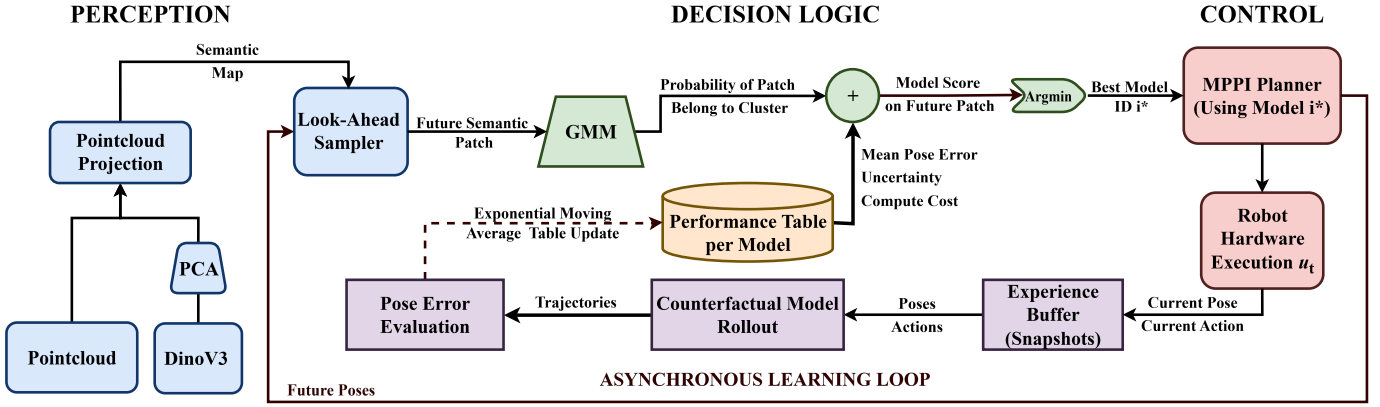 PERCEPTION
DECISION LOGIC
CONTROL
Semantic
Map
Pointcloud
Projection
PCA
Pointcloud
DinoV3
Look-Ahead
Sampler
Future Semantic
Patch
GMM
Probability of Patch
Belong to Cluster
+
Model Score
on Future Patch
Argmin
Best Model
ID i*
MPPI Planner
(Using Model i*)
Mean Pose Error
Uncertainty
Compute Cost
Performance Table
per Model
Exponential Moving
Average Table Update
Robot
Hardware
Execution uₜ
Current Pose
Current Action
Experience
Buffer
(Snapshots)
Poses
Actions
Counterfactual Model
Rollout
Trajectories
Pose Error
Evaluation
ASYNCHRONOUS LEARNING LOOP
Future Poses